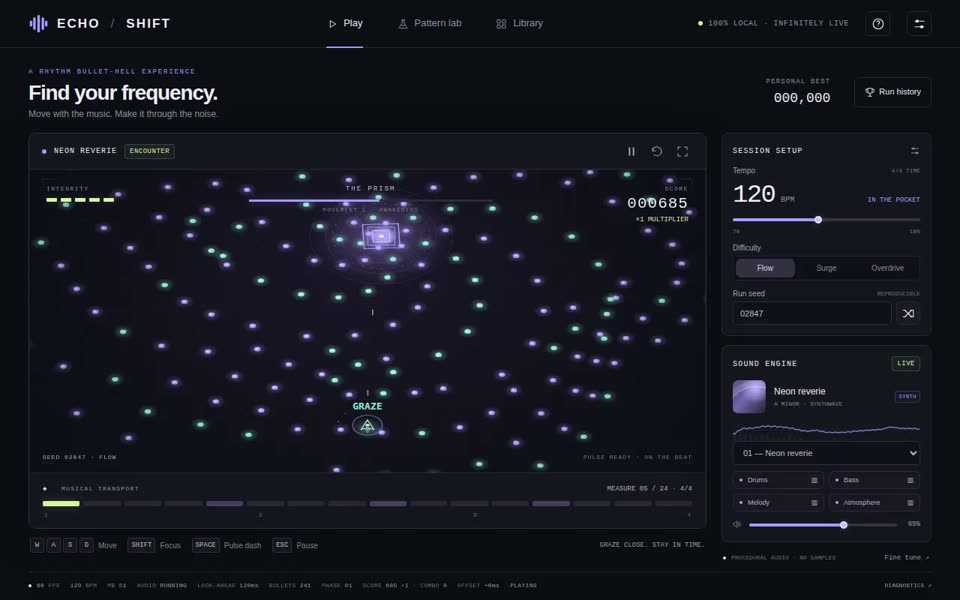 ECHO / SHIFT
Play
Pattern lab
Library
100% LOCAL · INFINITELY LIVE
A RHYTHM BULLET-HELL EXPERIENCE
Find your frequency.
Move with the music. Make it through the noise.
PERSONAL BEST
000,000
Run history
NEON REVERIE ENCOUNTER
INTEGRITY
THE PRISM
MOVEMENT 1 · AWAKENING
SCORE
000685
×1 MULTIPLIER
GRAZE
SEED 02847 · FLOW
PULSE READY · ON THE BEAT
MUSICAL TRANSPORT
MEASURE 05 / 24 · 4/4
1 2 3 4
W A S D Move SHIFT Focus SPACE Pulse dash ESC Pause
GRAZE CLOSE. STAY IN TIME.
SESSION SETUP
Tempo
4/4 TIME
120 BPM
IN THE POCKET
70
180
Difficulty
Flow Surge Overdrive
Run seed
REPRODUCIBLE
02847
SOUND ENGINE
LIVE
Neon reverie
A MINOR · SYNTHWAVE
SYNTH
01 — Neon reverie
Drums
Bass
Melody
Atmosphere
65%
PROCEDURAL AUDIO · NO SAMPLES
Fine tune ↗
60 FPS 120 BPM M5 B1 AUDIO RUNNING LOOK-AHEAD 120ms BULLETS 241 PHASE 01 SCORE 685 ×1 COMBO 0 OFFSET +0ms PLAYING
DIAGNOSTICS ↗